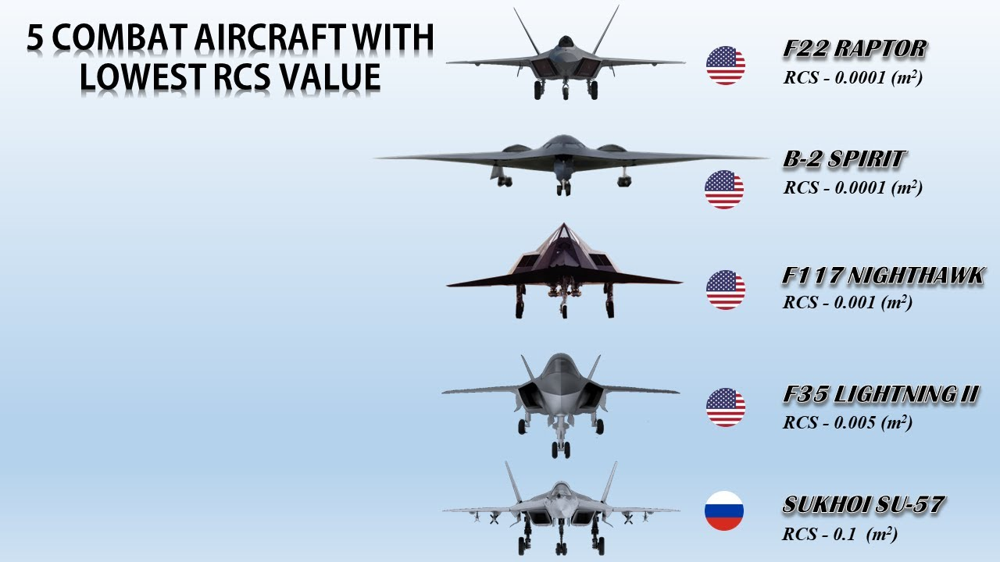 5 COMBAT AIRCRAFT WITH
LOWEST RCS VALUE
F22 RAPTOR
RCS - 0.0001 (m²)
B-2 SPIRIT
RCS - 0.0001 (m²)
F117 NIGHTHAWK
RCS - 0.001 (m²)
F35 LIGHTNING II
RCS - 0.005 (m²)
SUKHOI SU-57
RCS - 0.1 (m²)